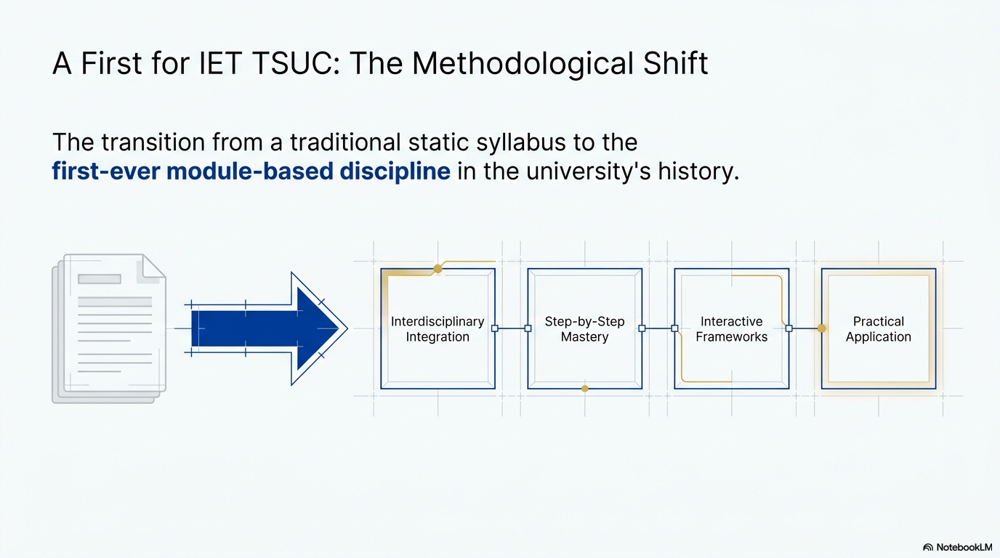 A First for IET TSUC: The Methodological Shift
The transition from a traditional static syllabus to the
first-ever module-based discipline in the university's history.
Interdisciplinary
Integration
Step-by-Step
Mastery
Interactive
Frameworks
Practical
Application
NotebookLM